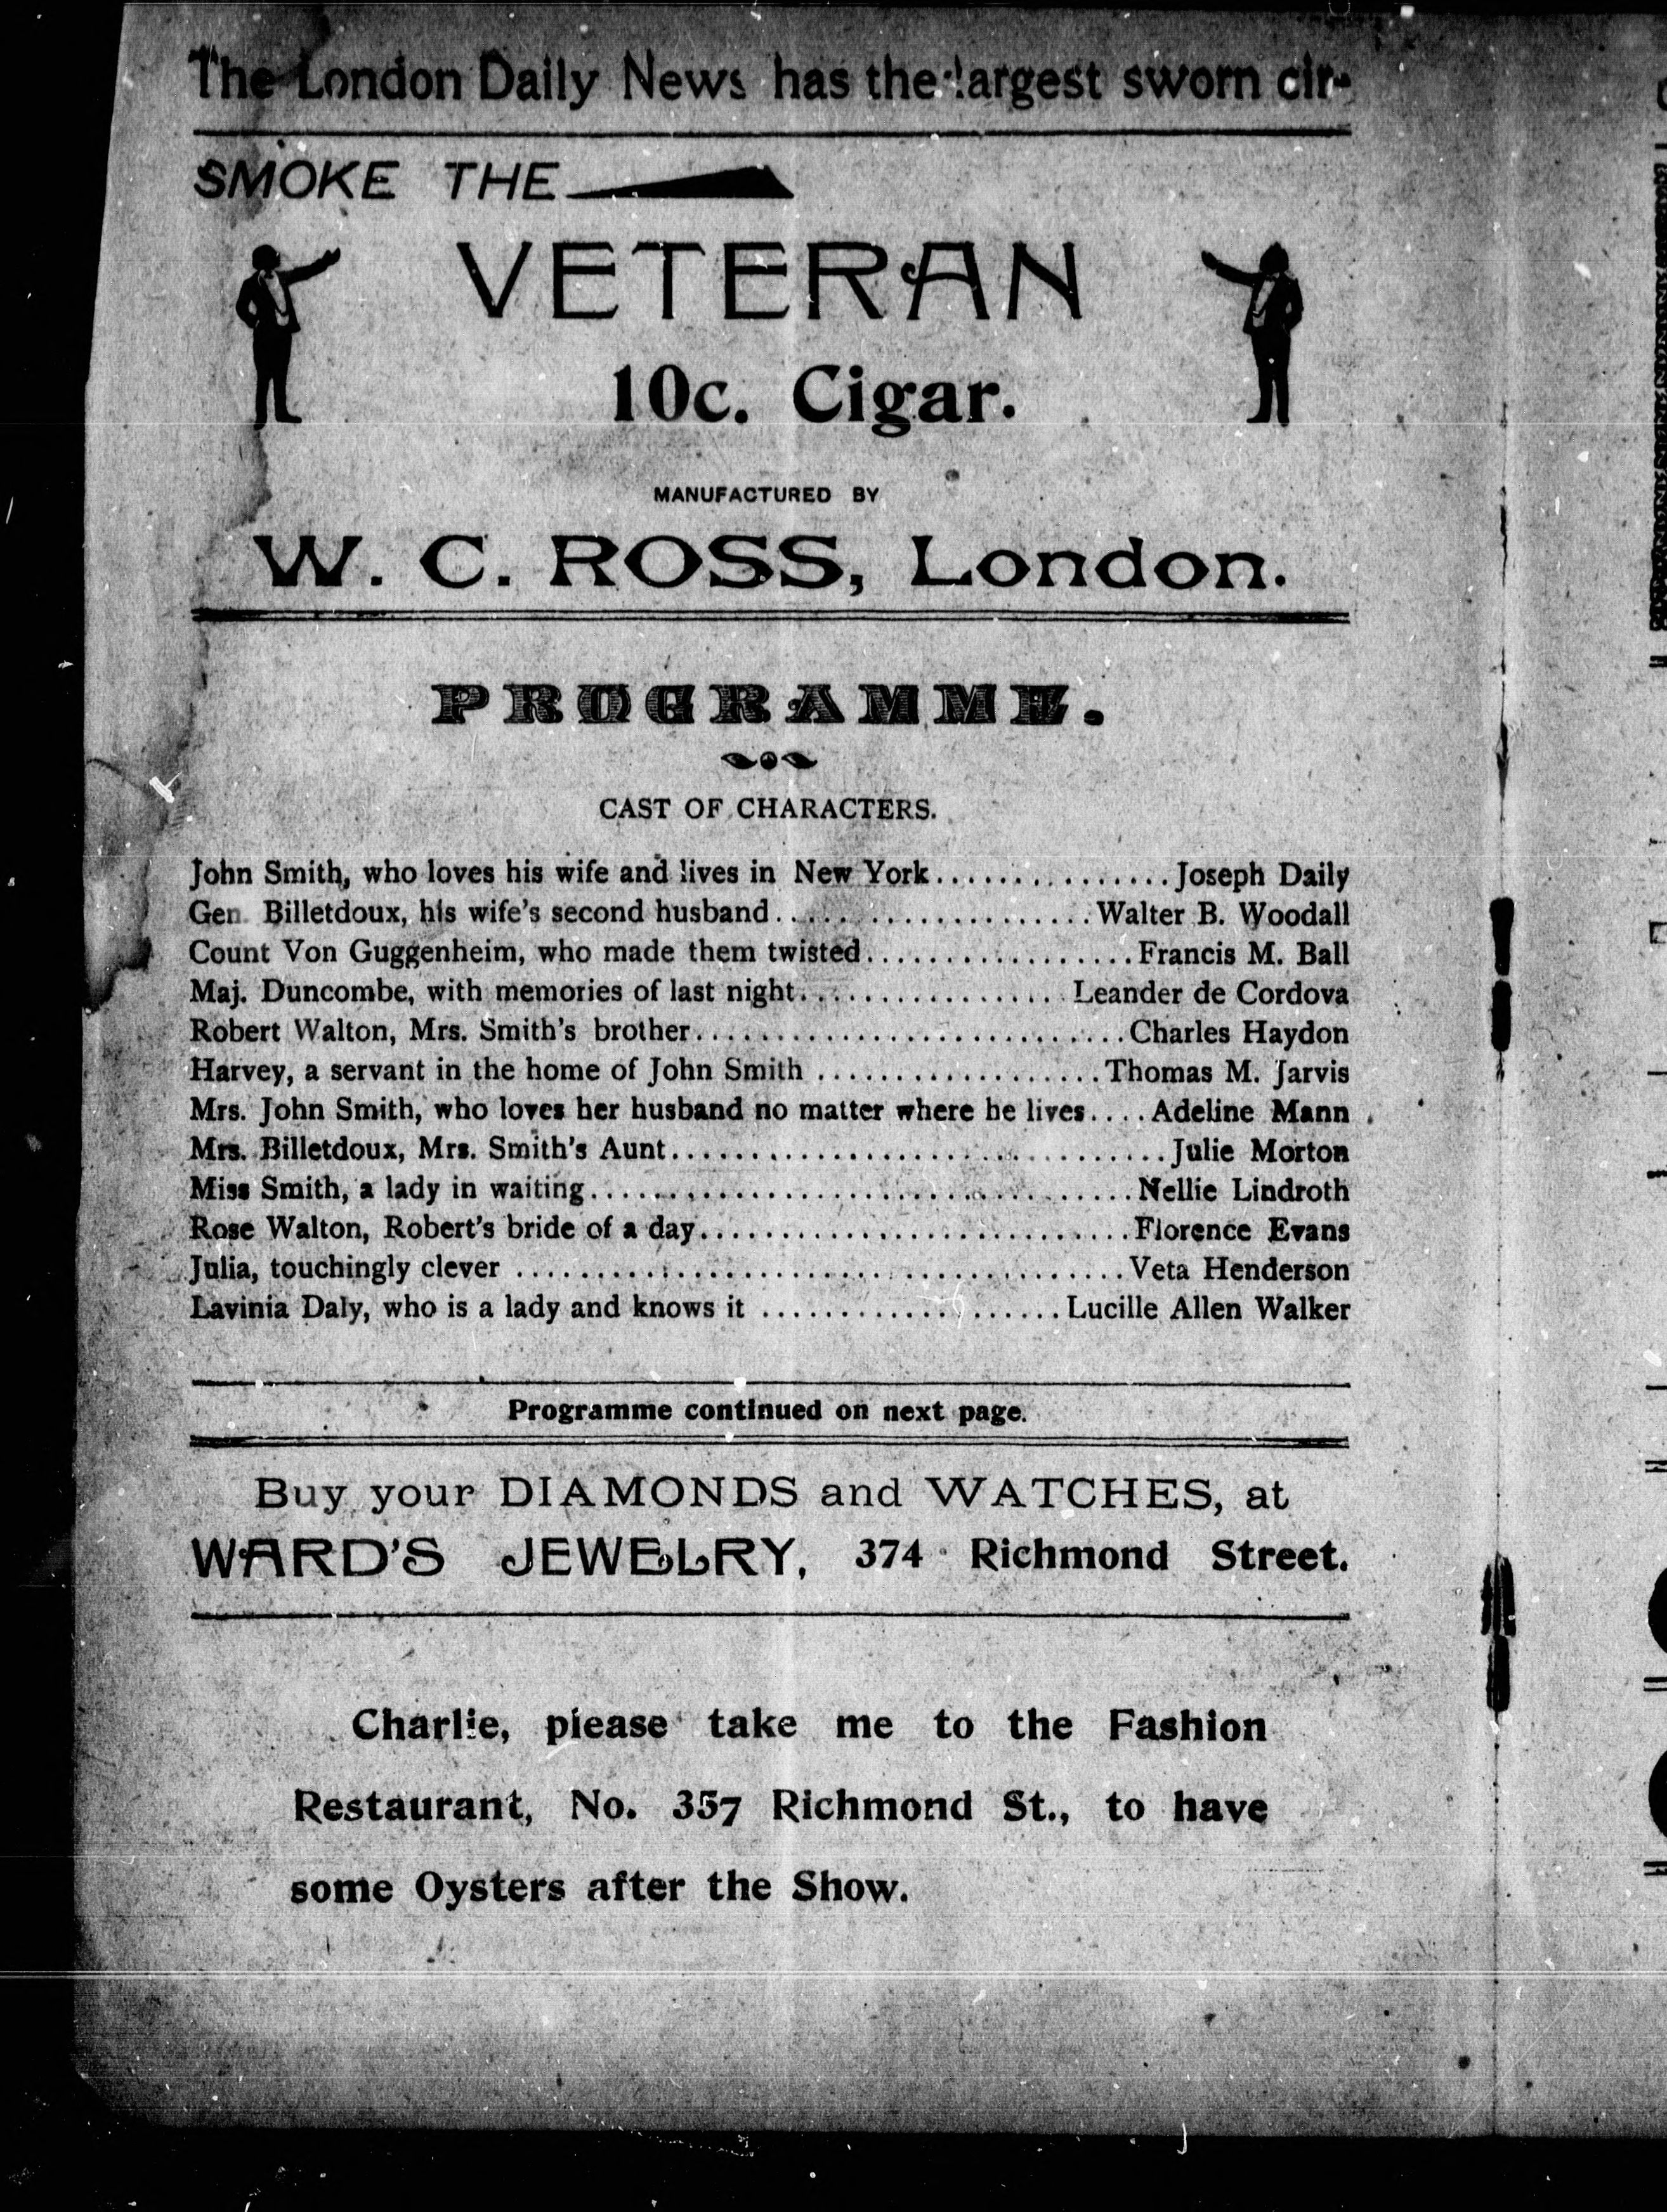 The London Daily News has the largest sworn cir-
SMOKE THE
VETERAN
10c. Cigar.
MANUFACTURED BY
W. C. ROSS, London.
PROGRAMME.
CAST OF CHARACTERS.
John Smith, who loves his wife and lives in New York...............Joseph Daily
Gen Billetdoux, his wife's second husband....................Walter B. Woodall
Count Von Guggenheim, who made them twisted.................Francis M. Ball
Maj. Duncombe, with memories of last night................Leander de Cordova
Robert Walton, Mrs. Smith's brother...........................Charles Haydon
Harvey, a servant in the home of John Smith ..................Thomas M. Jarvis
Mrs. John Smith, who loves her husband no matter where he lives....Adeline Mann
Mrs. Billetdoux, Mrs. Smith's Aunt...............................Julie Morton
Miss Smith, a lady in waiting..................................Nellie Lindroth
Rose Walton, Robert's bride of a day...........................Florence Evans
Julia, touchingly clever ......................................Veta Henderson
Lavinia Daly, who is a lady and knows it ...................Lucille Allen Walker
Programme continued on next page.
Buy your DIAMONDS and WATCHES, at
WARD'S JEWELRY, 374 Richmond Street.
Charlie, please take me to the Fashion
Restaurant, No. 357 Richmond St., to have
some Oysters after the Show.